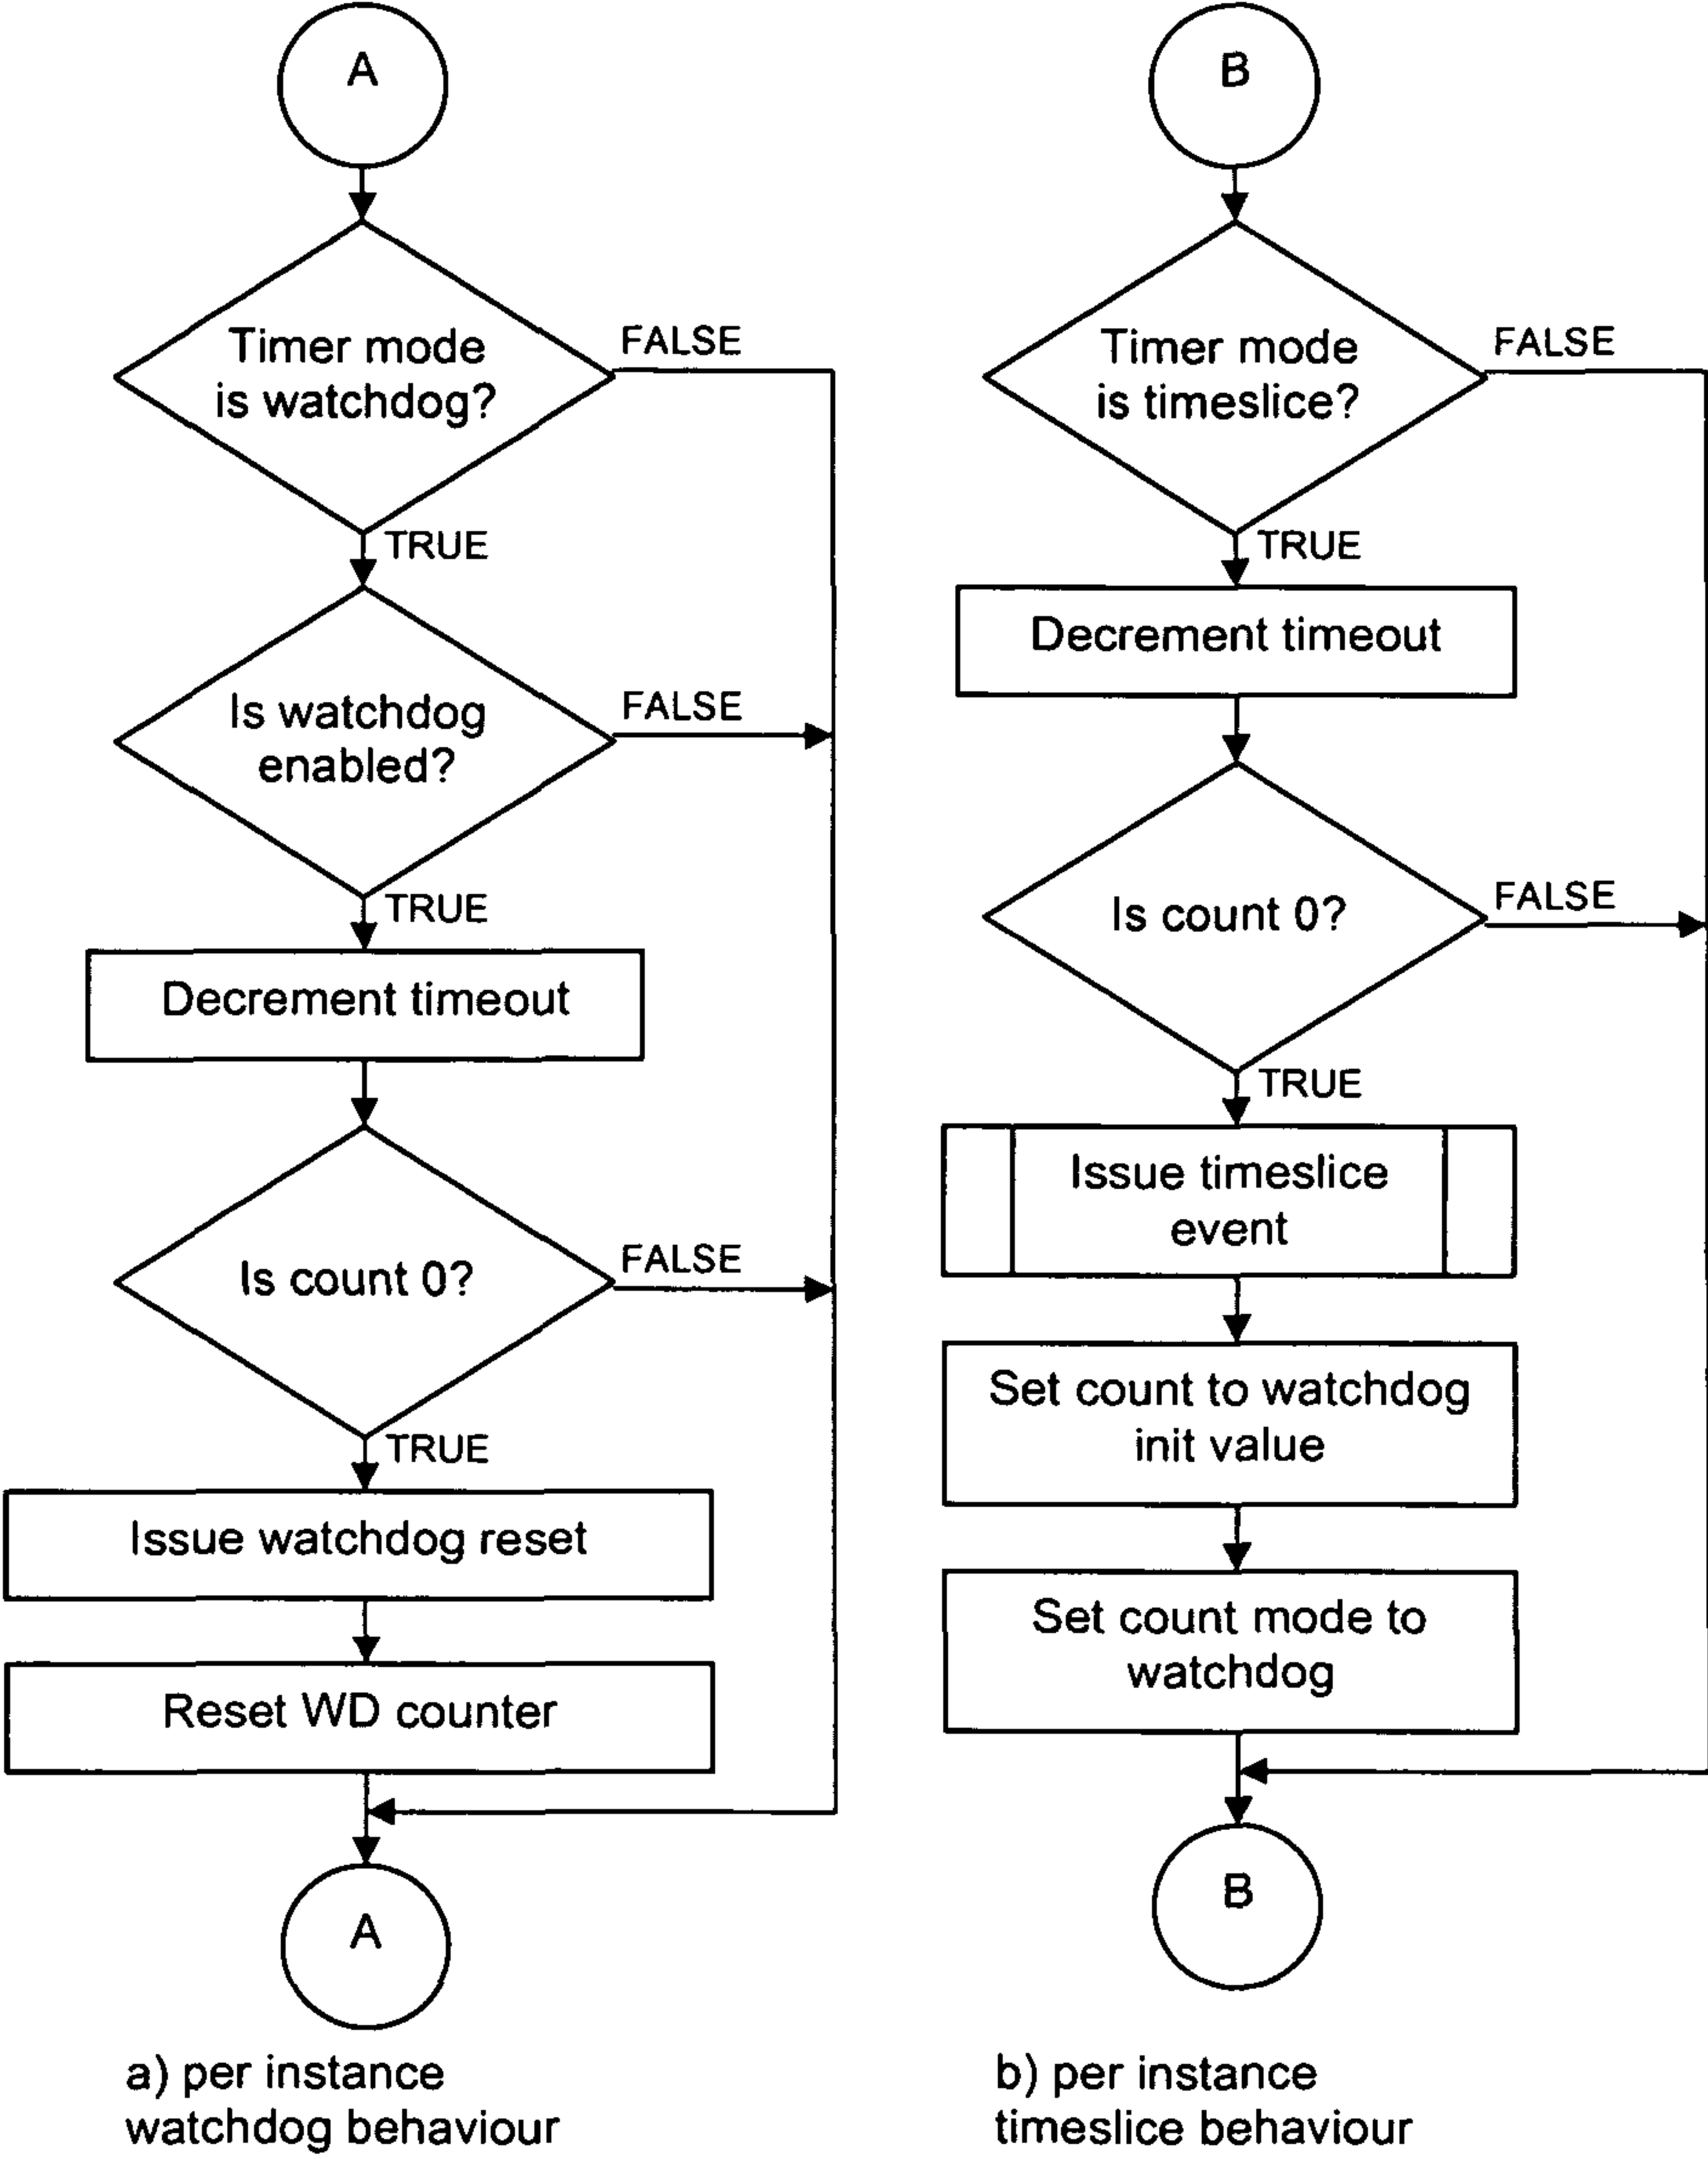 A
Timer mode
is watchdog?
FALSE
TRUE
Is watchdog
enabled?
FALSE
TRUE
Decrement timeout
Is count 0?
FALSE
TRUE
Issue watchdog reset
Reset WD counter
A
a) per instance
watchdog behaviour
B
Timer mode
is timeslice?
FALSE
TRUE
Decrement timeout
Is count 0?
FALSE
TRUE
Issue timeslice
event
Set count to watchdog
init value
Set count mode to
watchdog
B
b) per instance
timeslice behaviour